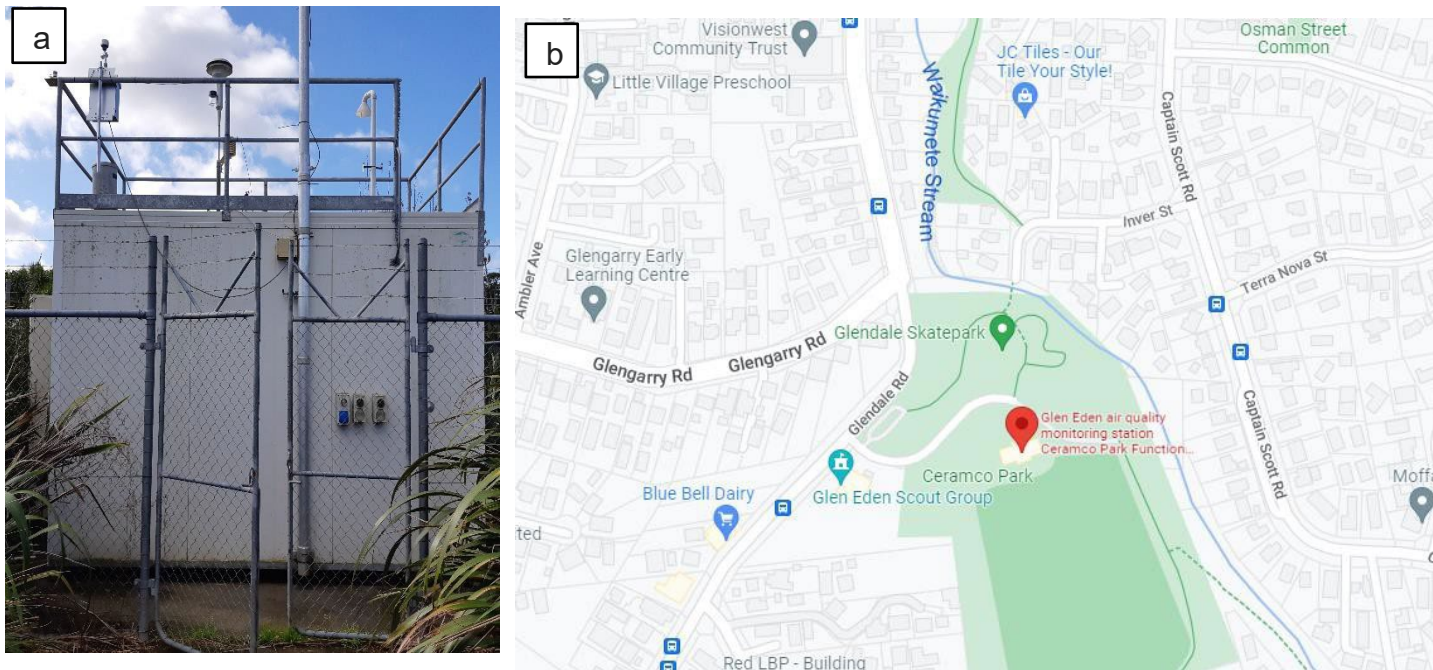 a
b
Visionwest
Community Trust
Little Village Preschool
JC Tiles - Our
Tile Your Style!
Osman Street
Common
Waikumete Stream
Captain Scott Rd
Inver St
Terra Nova St
Ambler Ave
Glengarry Early
Learning Centre
Glendale Skatepark
Glengarry Rd
Glengarry Rd
Glendale Rd
Glen Eden air quality
monitoring station
Ceramco Park Function...
Captain Scott Rd
Ceramco Park
Glen Eden Scout Group
Blue Bell Dairy
Moffa
ited
Red LBP - Building